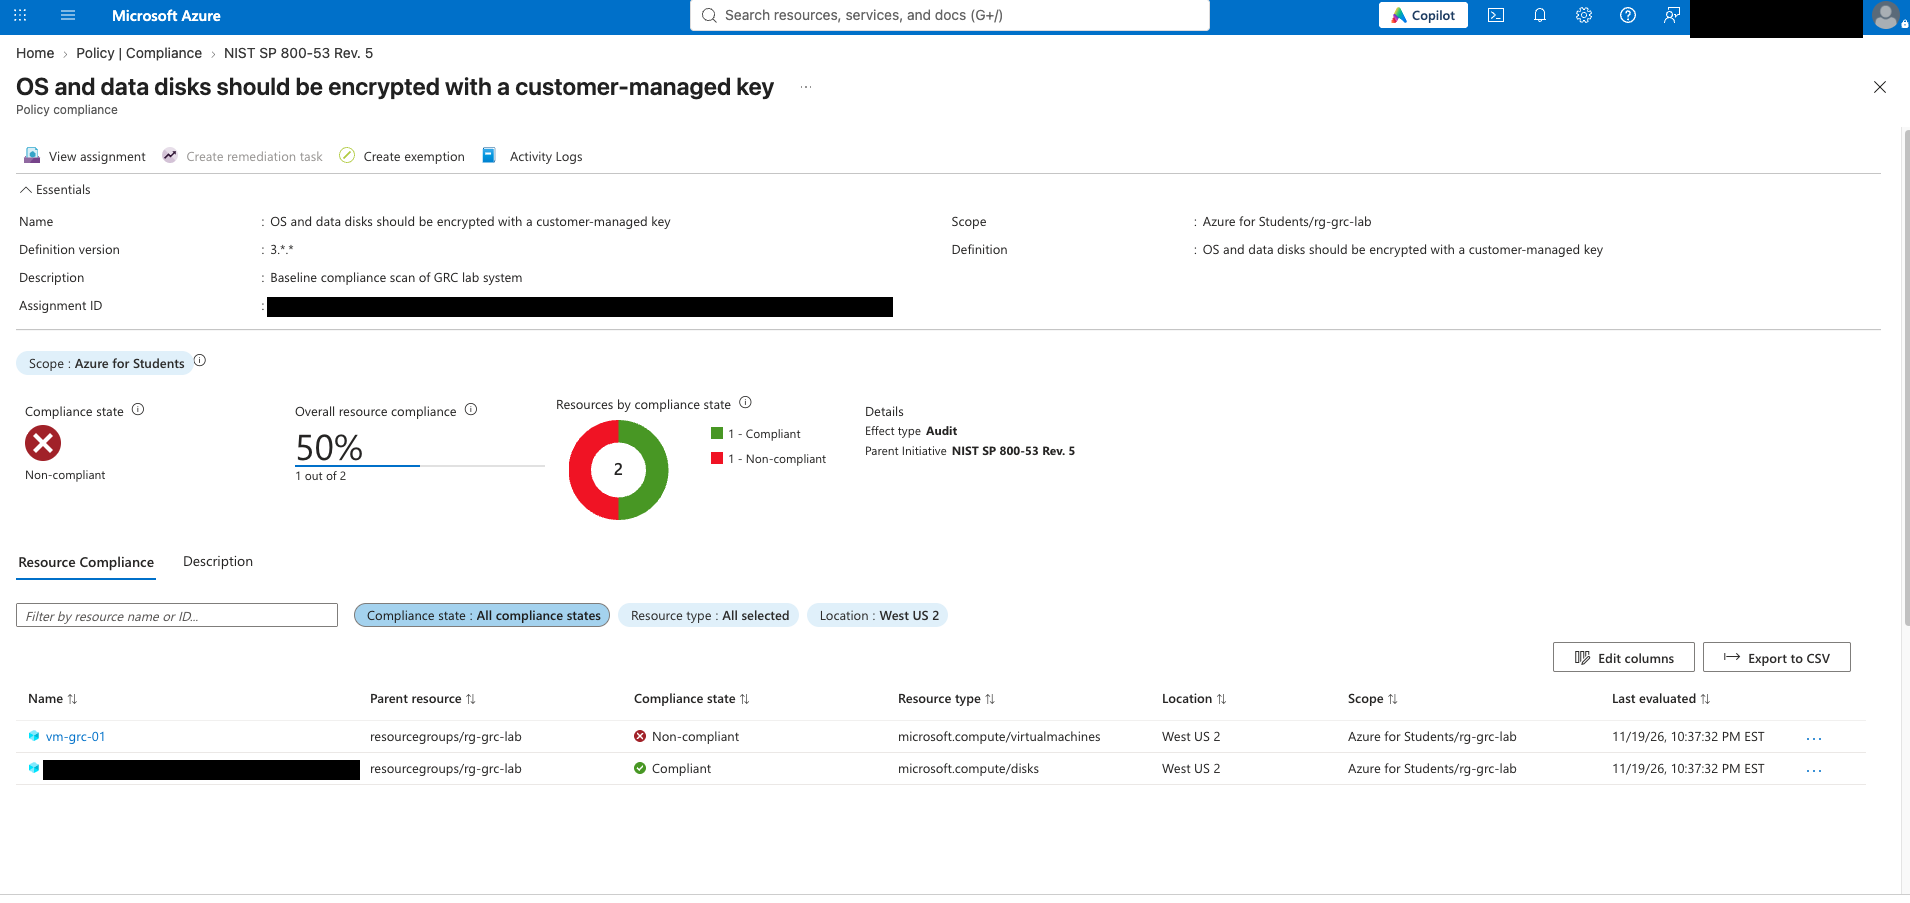 Microsoft Azure
Search resources, services, and docs (G+/)
Copilot
Home > Policy | Compliance > NIST SP 800-53 Rev. 5
OS and data disks should be encrypted with a customer-managed key ...
Policy compliance
View assignment Create remediation task Create exemption Activity Logs
Essentials
Name : OS and data disks should be encrypted with a customer-managed key
Scope : Azure for Students/rg-grc-lab
Definition version : 3.*.*
Definition : OS and data disks should be encrypted with a customer-managed key
Description : Baseline compliance scan of GRC lab system
Assignment ID :
Scope : Azure for Students
Compliance state
Non-compliant
Overall resource compliance
50%
1 out of 2
Resources by compliance state
2
1 - Compliant
1 - Non-compliant
Details
Effect type Audit
Parent Initiative NIST SP 800-53 Rev. 5
Resource Compliance Description
Filter by resource name or ID...
Compliance state : All compliance states
Resource type : All selected
Location : West US 2
Edit columns
Export to CSV
Name Parent resource Compliance state Resource type Location Scope Last evaluated
vm-grc-01 resourcegroups/rg-grc-lab Non-compliant microsoft.compute/virtualmachines West US 2 Azure for Students/rg-grc-lab 11/19/26, 10:37:32 PM EST ...
resourcegroups/rg-grc-lab Compliant microsoft.compute/disks West US 2 Azure for Students/rg-grc-lab 11/19/26, 10:37:32 PM EST ...